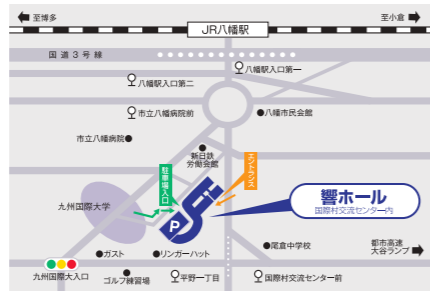 至博多
至小倉
JR八幡駅
国道3号線
八幡駅入口第一
八幡駅入口第二
市立八幡病院前
八幡市民会館
市立八幡病院
新日鉄
労働会館
エントランス
駐車場入口
九州国際大学
P
響ホール
国際村交流センター内
尾倉中学校
都市高速
大谷ランプ
ガスト
リンガーハット
九州国際大入口
ゴルフ練習場
平野一丁目
国際村交流センター前